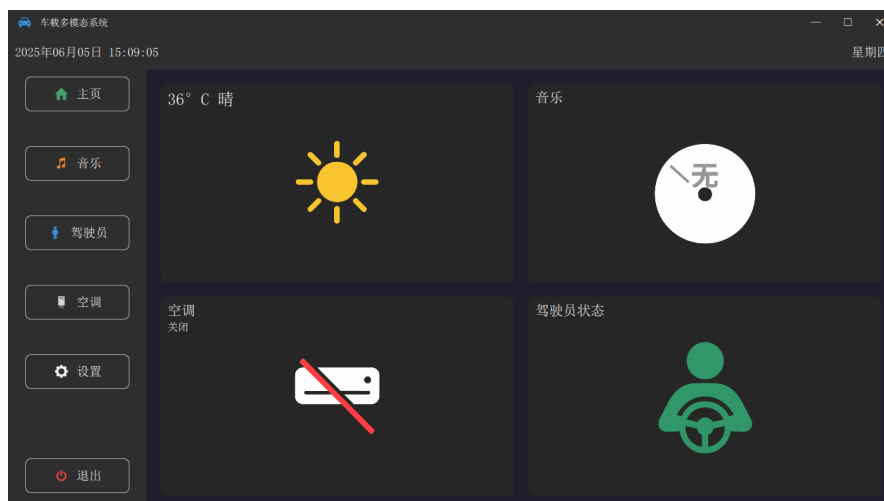 车载多模态系统
2025年06月05日 15:09:05
星期四
主页
音乐
驾驶员
空调
设置
退出
36°C 晴
音乐
无
空调
关闭
驾驶员状态